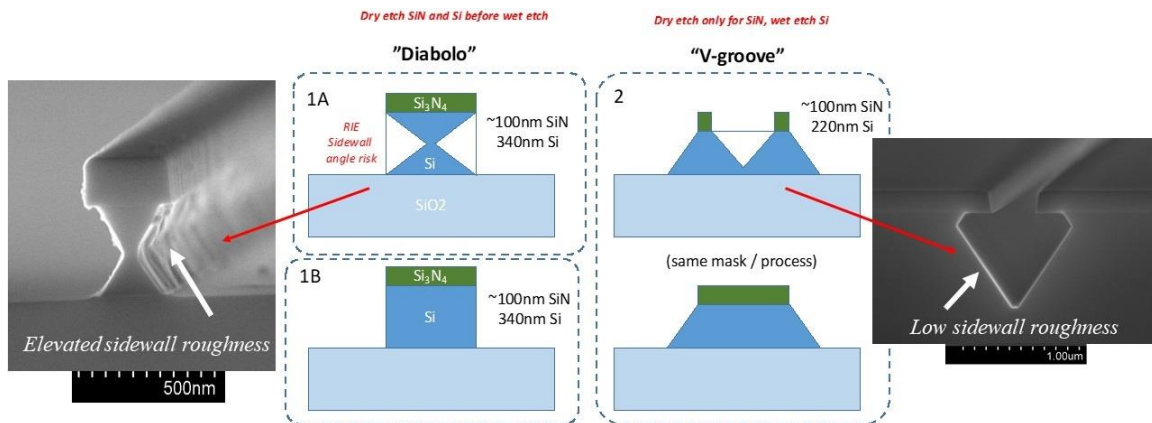 Dry etch SiN and Si before wet etch
”Diabolo”
1A
Si₃N₄
RIE
Sidewall
angle risk
Si
~100nm SiN
340nm Si
SiO2
1B
Si₃N₄
Si
~100nm SiN
340nm Si
Dry etch only for SiN, wet etch Si
“V-groove”
2
~100nm SiN
220nm Si
(same mask / process)
Elevated sidewall roughness
500nm
Low sidewall roughness
1.00um